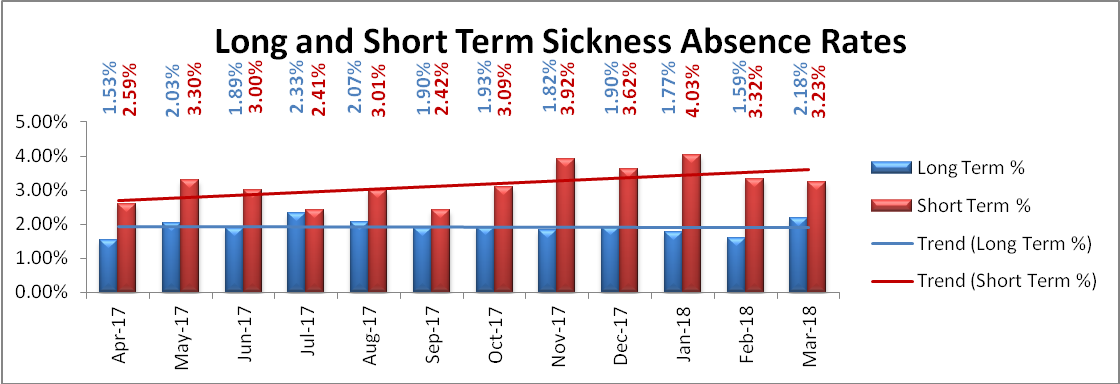 Long and Short Term Sickness Absence Rates
1.53%
2.59%
2.03%
3.30%
1.89%
3.00%
2.33%
2.41%
2.07%
3.01%
1.90%
2.42%
1.93%
3.09%
1.82%
3.92%
1.90%
3.62%
1.77%
4.03%
1.59%
3.32%
2.18%
3.23%
5.00%
4.00%
3.00%
2.00%
1.00%
0.00%
Apr-17
May-17
Jun-17
Jul-17
Aug-17
Sep-17
Oct-17
Nov-17
Dec-17
Jan-18
Feb-18
Mar-18
Long Term %
Short Term %
Trend (Long Term %)
Trend (Short Term %)